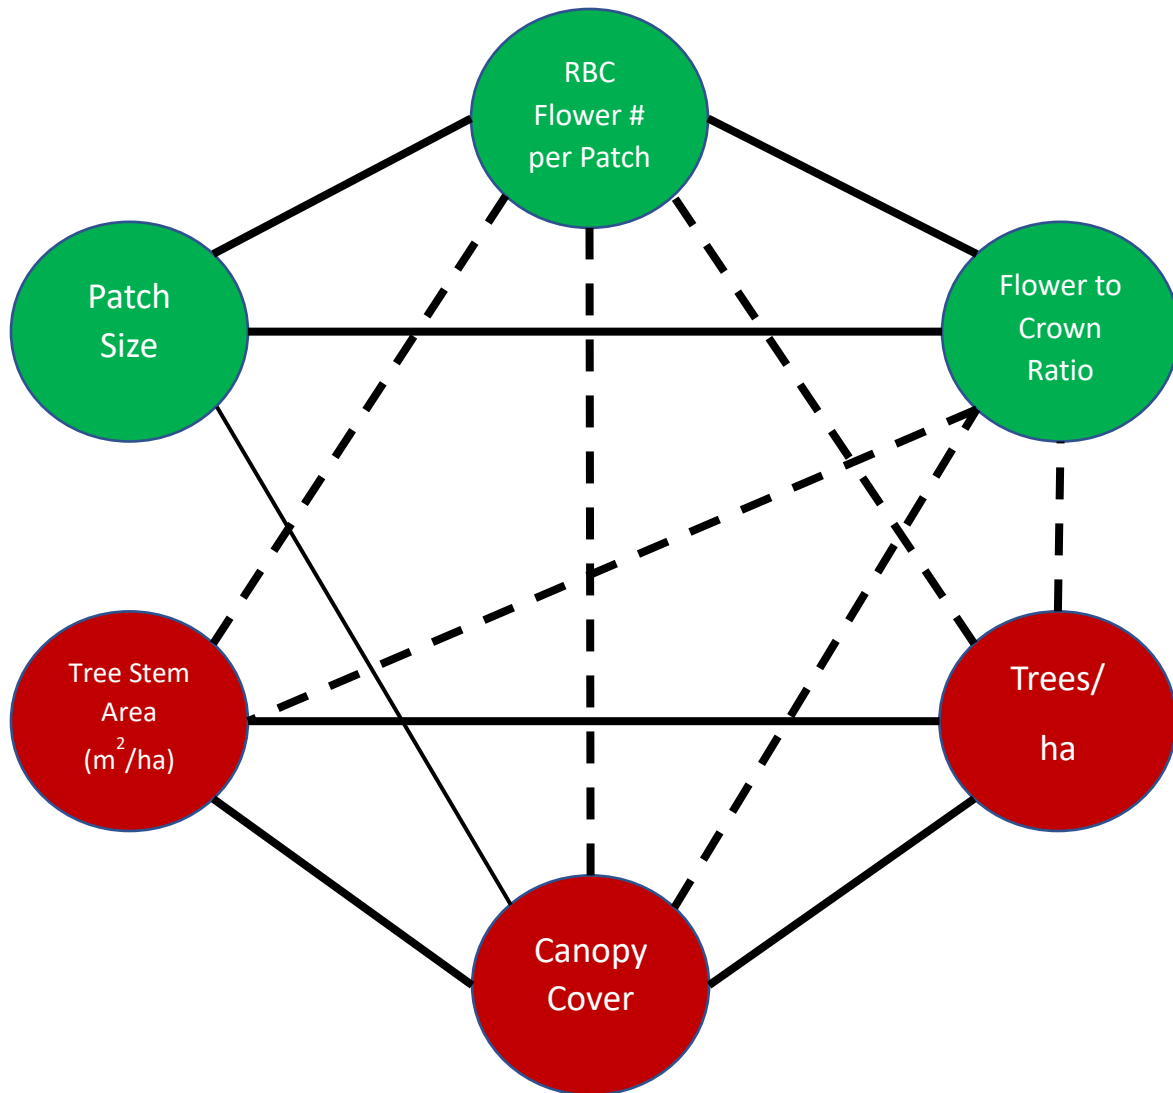 RBC
Flower #
per Patch
Patch
Size
Flower to
Crown
Ratio
Tree Stem
Area
(m²/ha)
Trees/
ha
Canopy
Cover